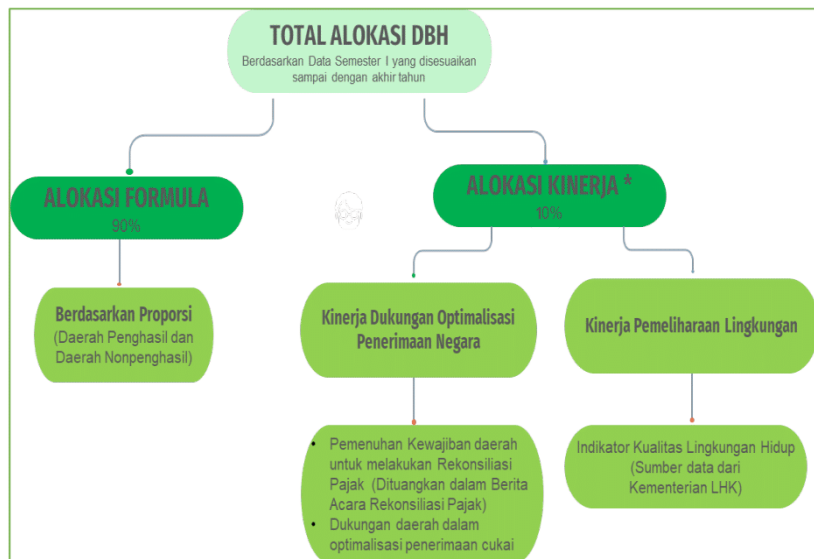 TOTAL ALOKASI DBH
Berdasarkan Data Semester I yang disesuaikan
sampai dengan akhir tahun
ALOKASI FORMULA
90%
ALOKASI KINERJA *
10%
Berdasarkan Proporsi
(Daerah Penghasil dan
Daerah Nonpenghasil)
Kinerja Dukungan Optimalisasi
Penerimaan Negara
Kinerja Pemeliharaan Lingkungan
• Pemenuhan Kewajiban daerah
untuk melakukan Rekonsiliasi
Pajak (Dituangkan dalam Berita
Acara Rekonsiliasi Pajak)
• Dukungan daerah dalam
optimalisasi penerimaan cukai
Indikator Kualitas Lingkungan Hidup
(Sumber data dari
Kementerian LHK)